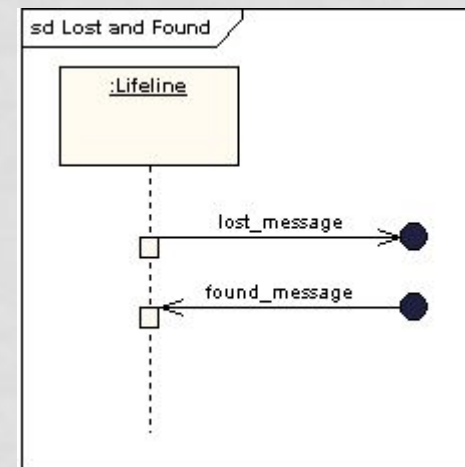 sd Lost and Found
:Lifeline
lost_message
found_message